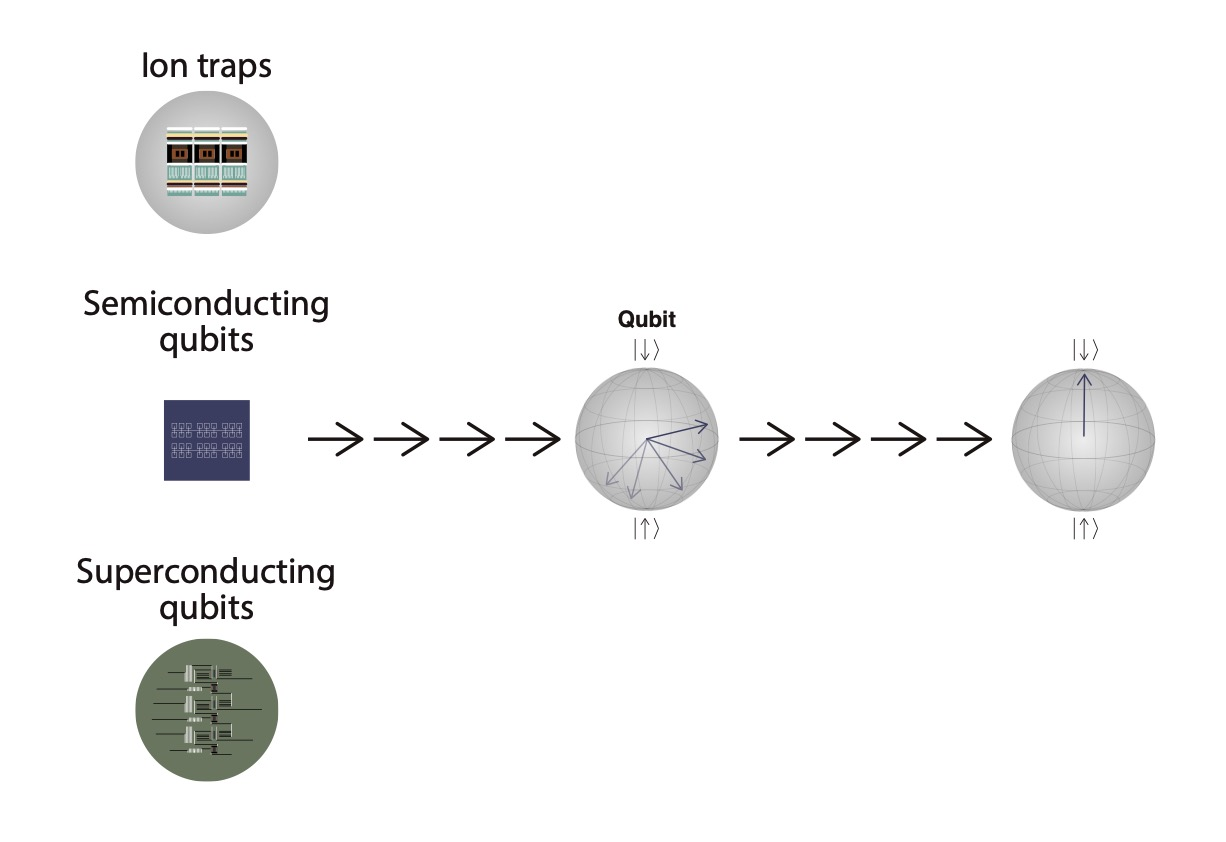 Ion traps
Semiconducting
qubits
Qubit
|↓⟩
|↓⟩
|↑⟩
|↑⟩
Superconducting
qubits